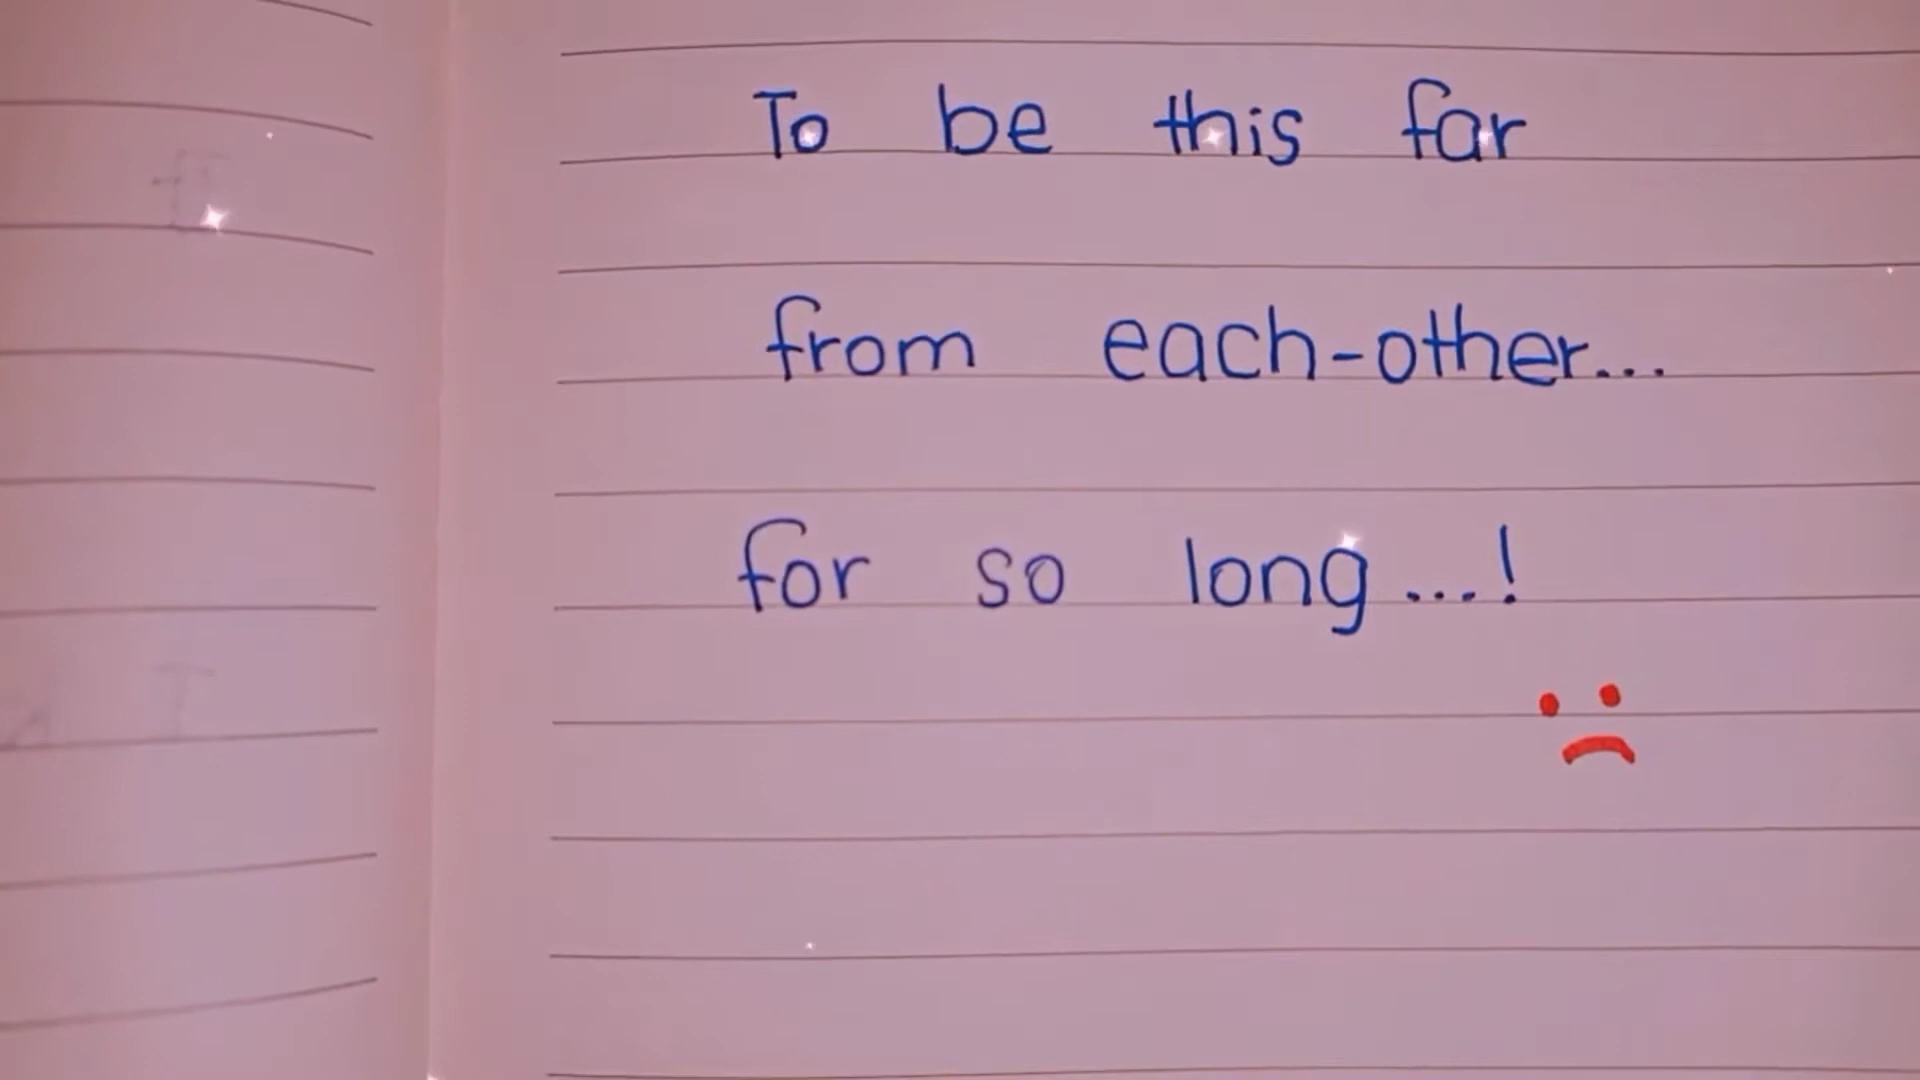 To be this far
from each-other...
for so long...!